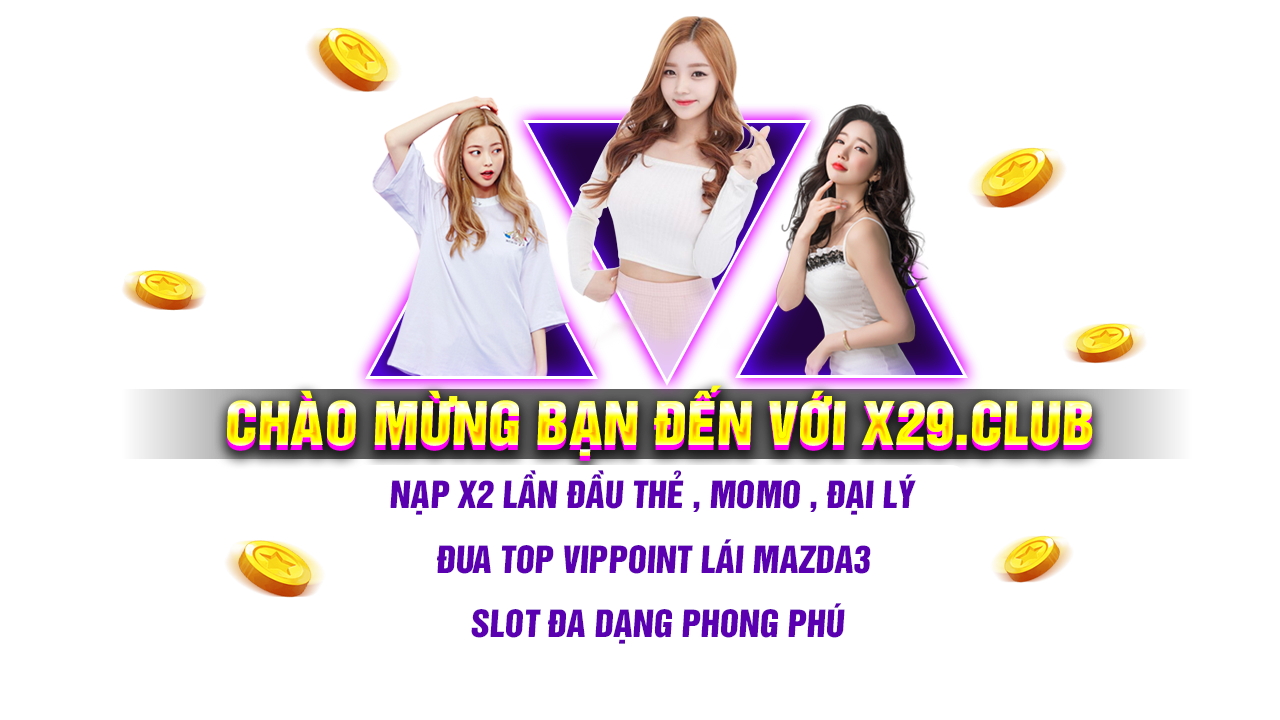 CHÀO MỪNG BẠN ĐẾN VỚI X29.CLUB
NẠP X2 LẦN ĐẦU THẺ , MOMO , ĐẠI LÝ
ĐUA TOP VIPPOINT LÁI MAZDA3
SLOT ĐA DẠNG PHONG PHÚ